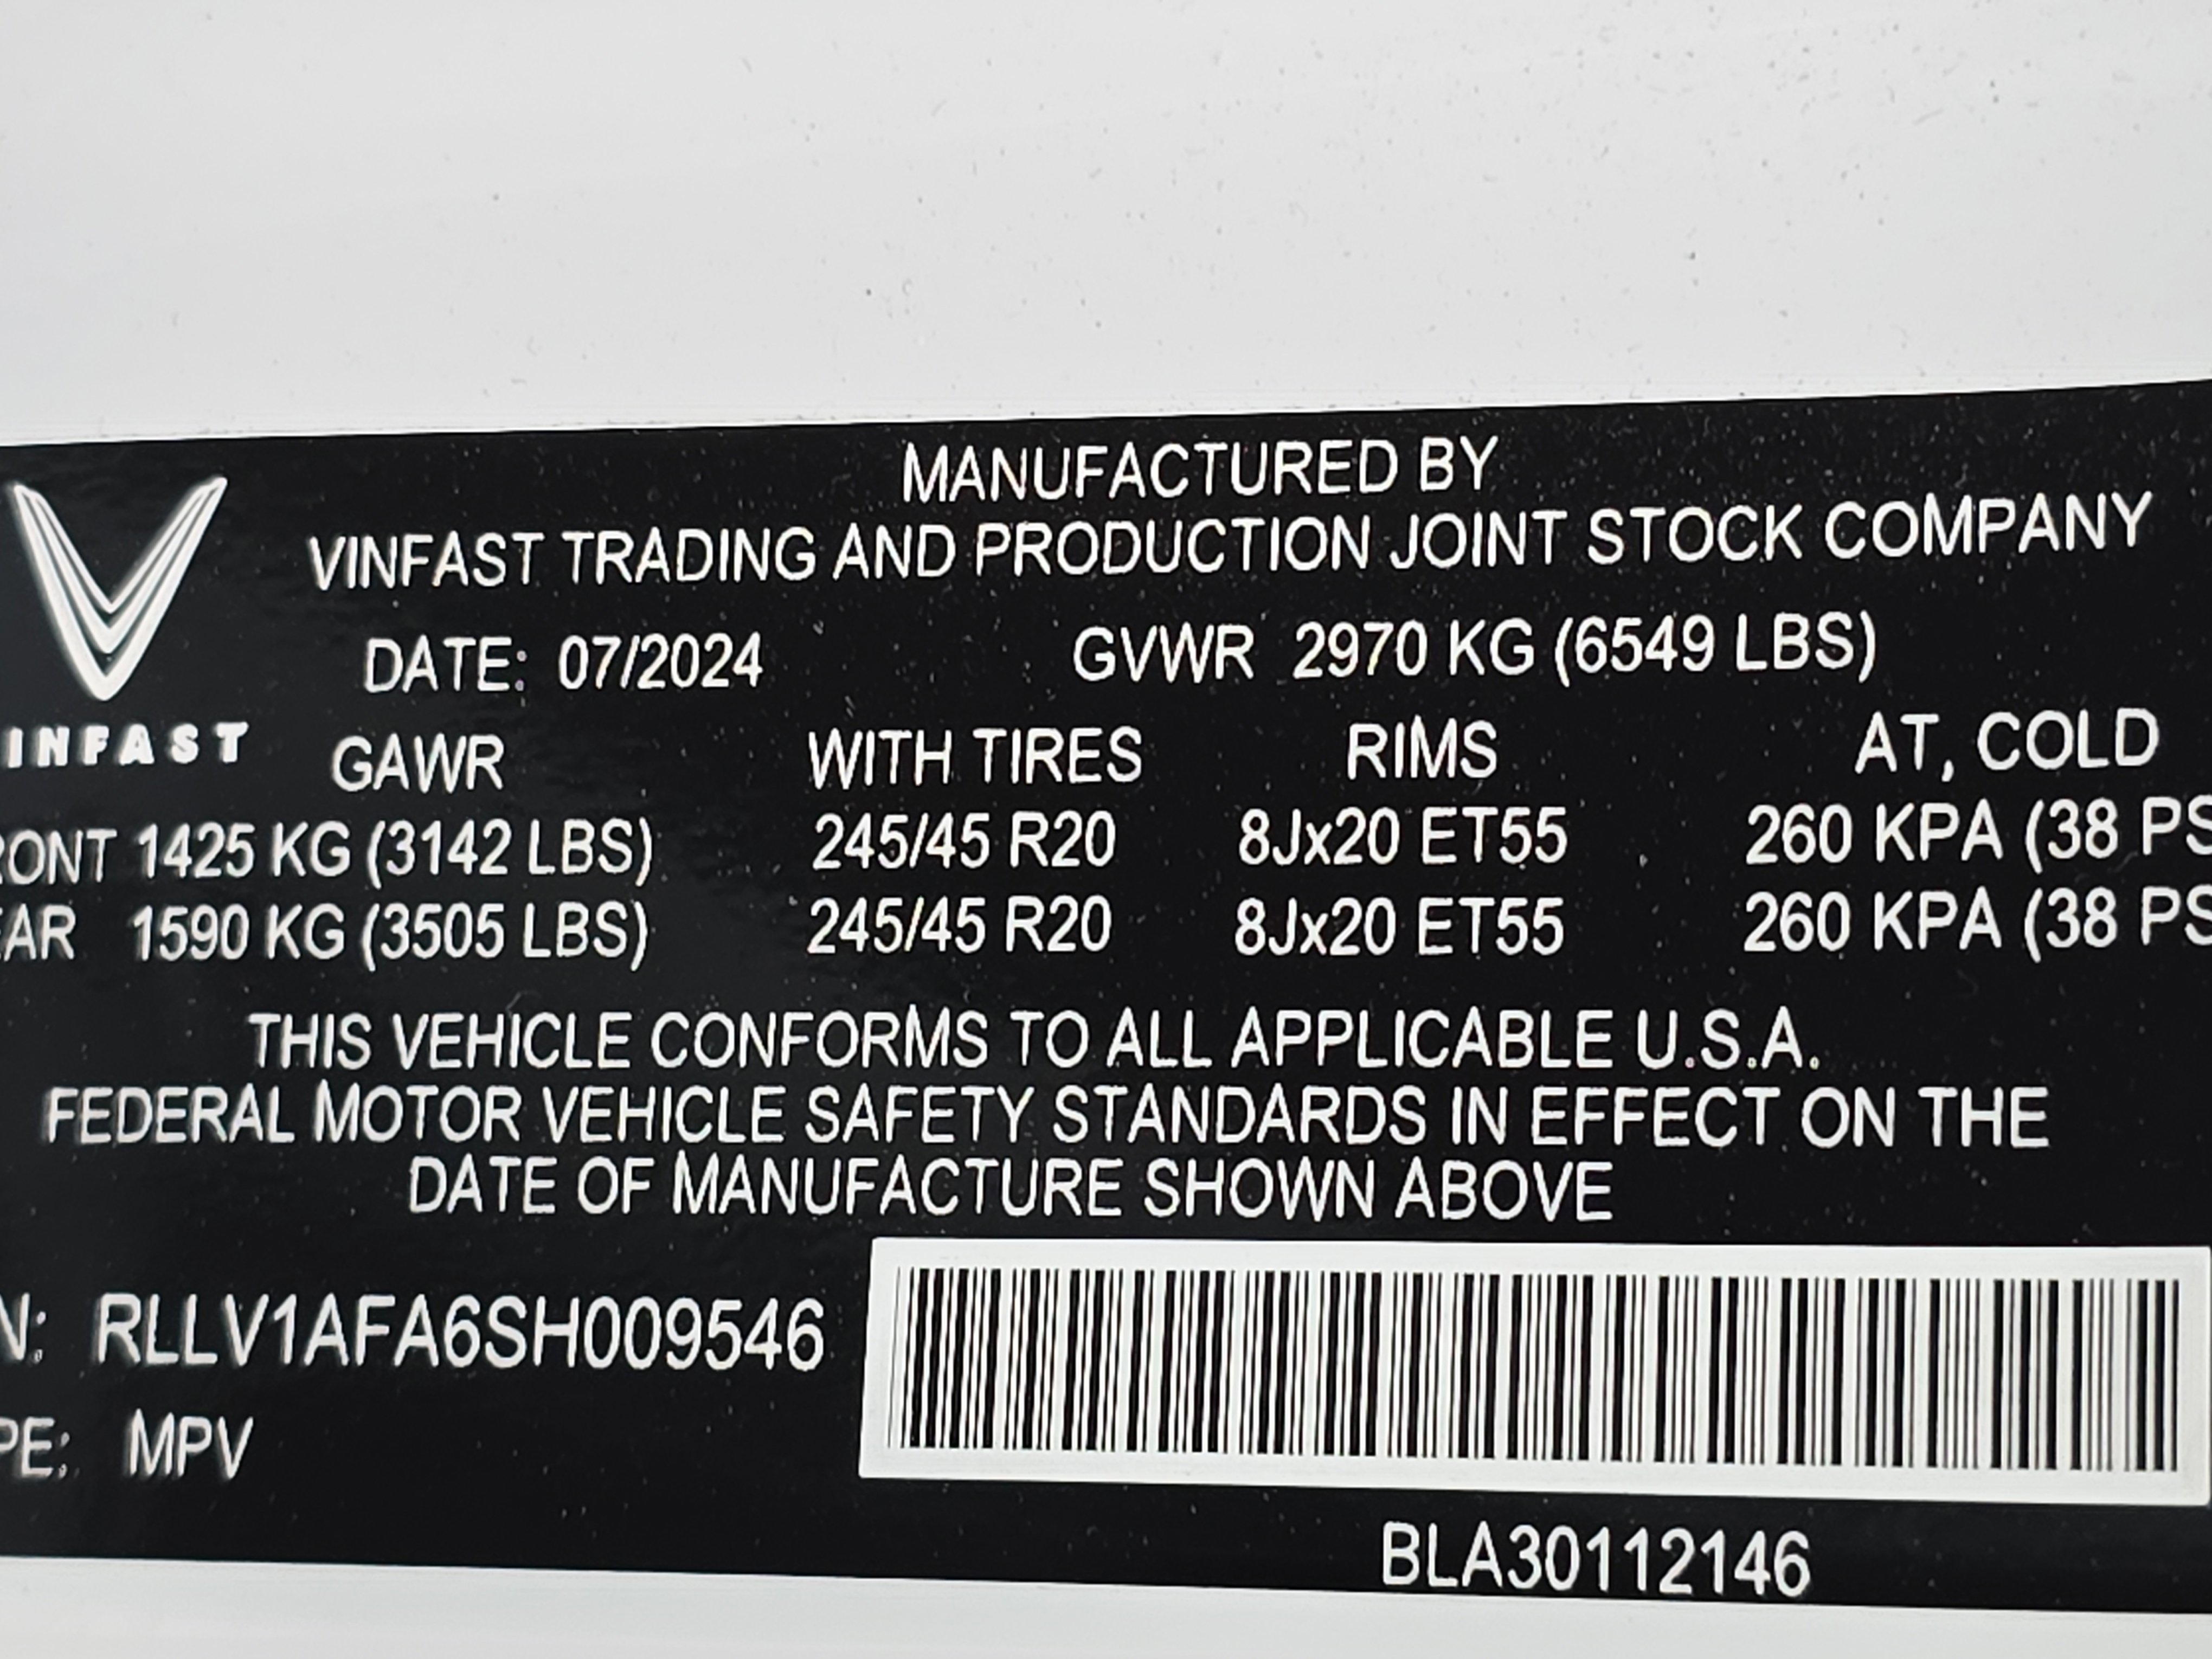 MANUFACTURED BY
VINFAST TRADING AND PRODUCTION JOINT STOCK COMPANY
DATE: 07/2024 GVWR 2970 KG (6549 LBS)
INFAST
GAWR WITH TIRES RIMS AT, COLD
RONT 1425 KG (3142 LBS) 245/45 R20 8Jx20 ET55 260 KPA (38 PS
EAR 1590 KG (3505 LBS) 245/45 R20 8Jx20 ET55 260 KPA (38 PS
THIS VEHICLE CONFORMS TO ALL APPLICABLE U.S.A.
FEDERAL MOTOR VEHICLE SAFETY STANDARDS IN EFFECT ON THE
DATE OF MANUFACTURE SHOWN ABOVE
N: RLLV1AFA6SH009546
PE: MPV
BLA30112146